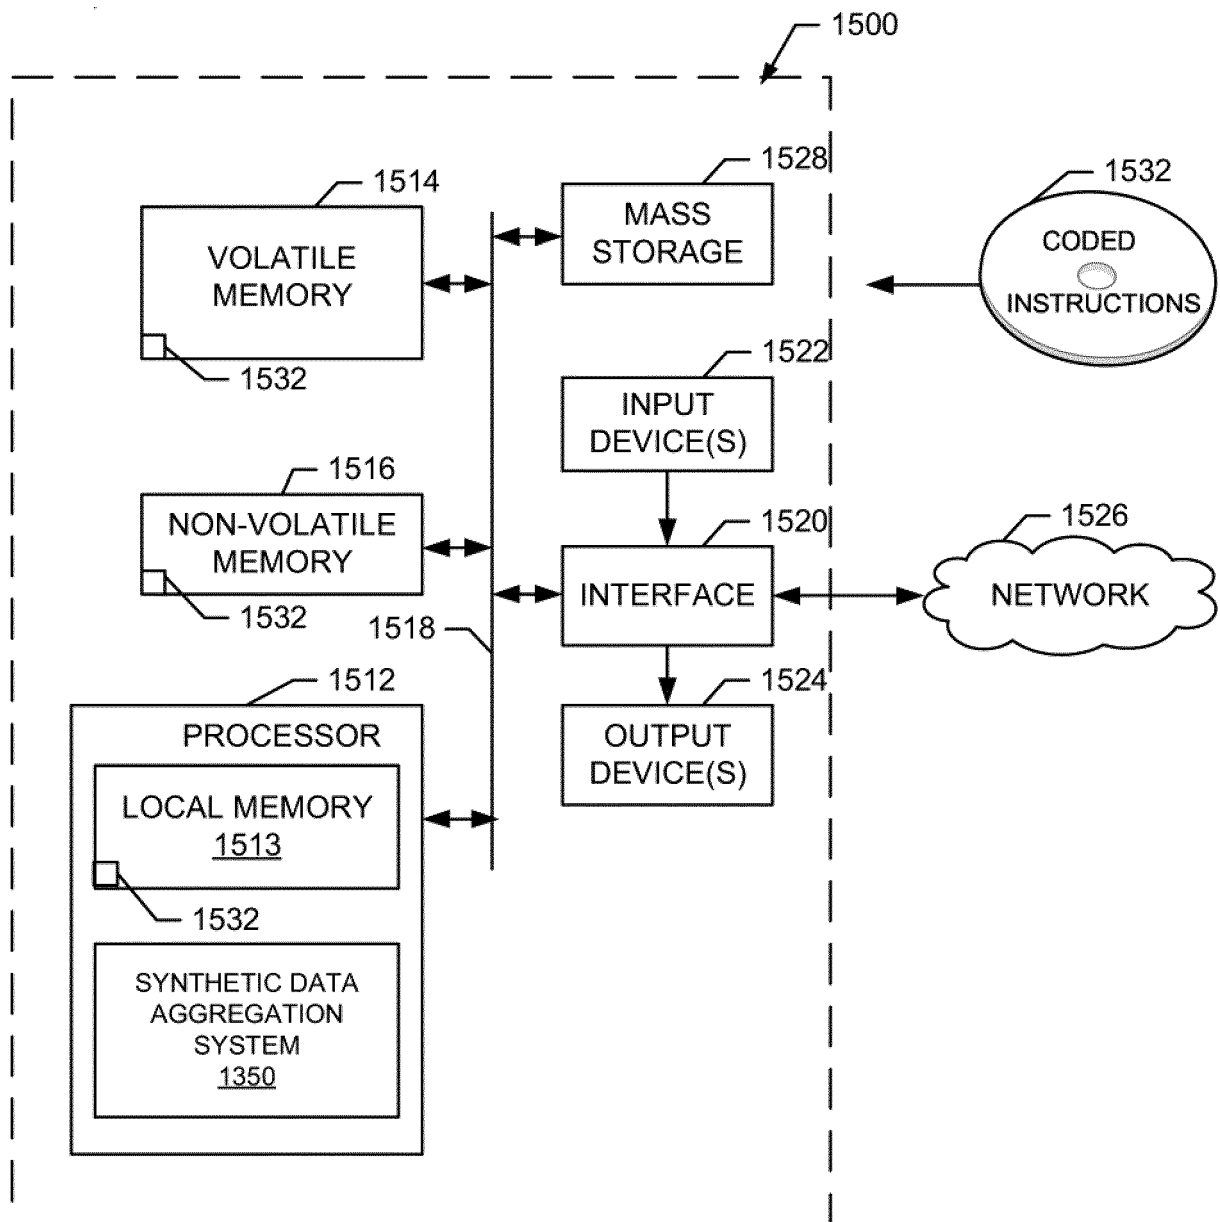 1500
1528
1514
MASS
STORAGE
1532
CODED
INSTRUCTIONS
VOLATILE
MEMORY
1532
1522
INPUT
DEVICE(S)
1516
NON-VOLATILE
MEMORY
1532
1520
INTERFACE
1526
NETWORK
1518
1512
PROCESSOR
LOCAL MEMORY
1513
1532
1524
OUTPUT
DEVICE(S)
SYNTHETIC DATA
AGGREGATION
SYSTEM
1350